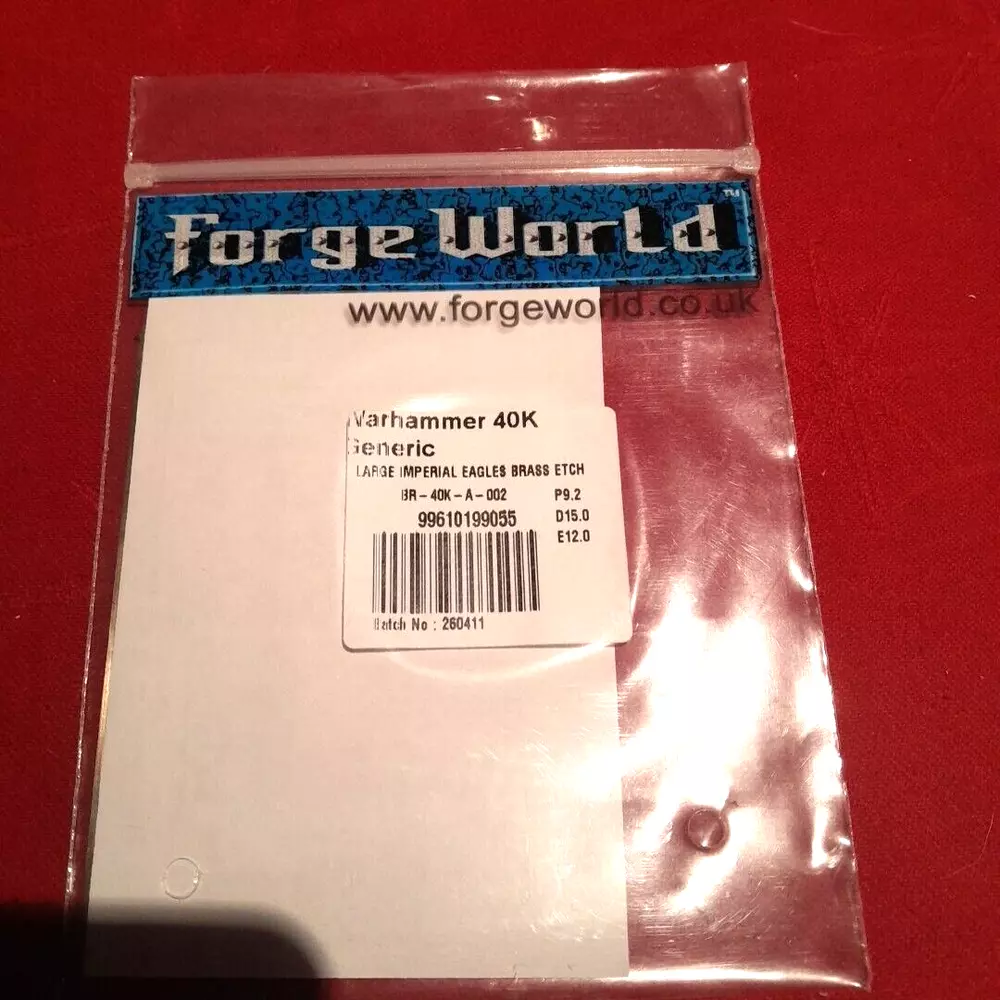 Forge World™
www.forgeworld.co.uk
Warhammer 40K
Generic
LARGE IMPERIAL EAGLES BRASS ETCH
BR-40K-A-002 P9.2
99610199055 D15.0
E12.0
Batch No : 260411